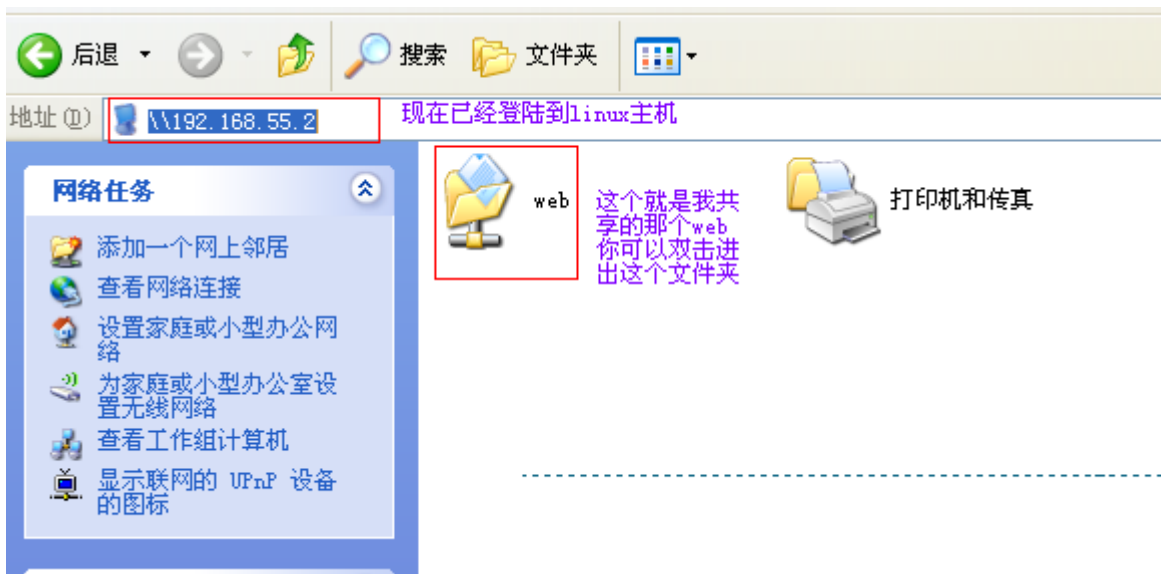 后退 搜索 文件夹
地址(D) \\192.168.55.2 现在已经登陆到linux主机
网络任务
添加一个网上邻居
查看网络连接
设置家庭或小型办公网
络
为家庭或小型办公室设
置无线网络
查看工作组计算机
显示联网的 UPnP 设备
的图标
web
这个就是我共
享的那个web
你可以双击进
出这个文件夹
打印机和传真